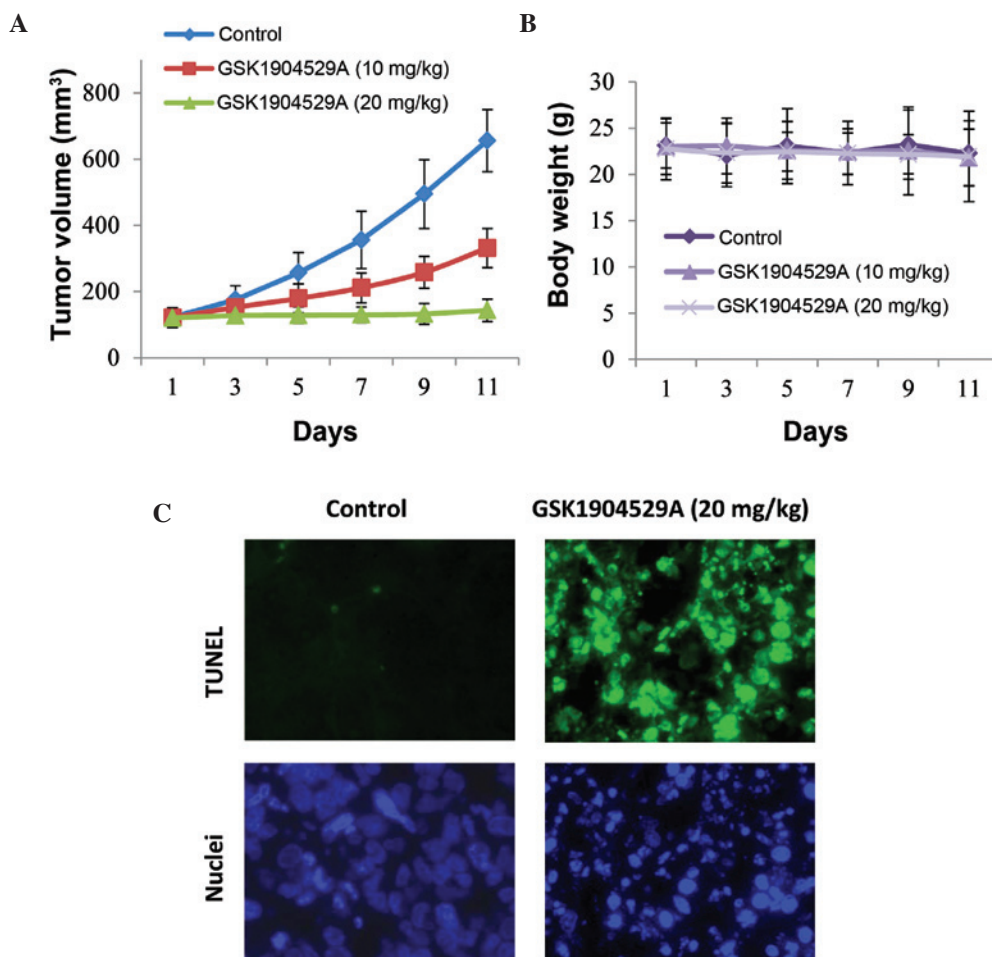 A
Control
GSK1904529A (10 mg/kg)
GSK1904529A (20 mg/kg)
Tumor volume (mm³)
800
600
400
200
0
1 3 5 7 9 11
Days
B
Body weight (g)
30
25
20
15
10
5
0
Control
GSK1904529A (10 mg/kg)
GSK1904529A (20 mg/kg)
1 3 5 7 9 11
Days
C
Control GSK1904529A (20 mg/kg)
TUNEL
Nuclei